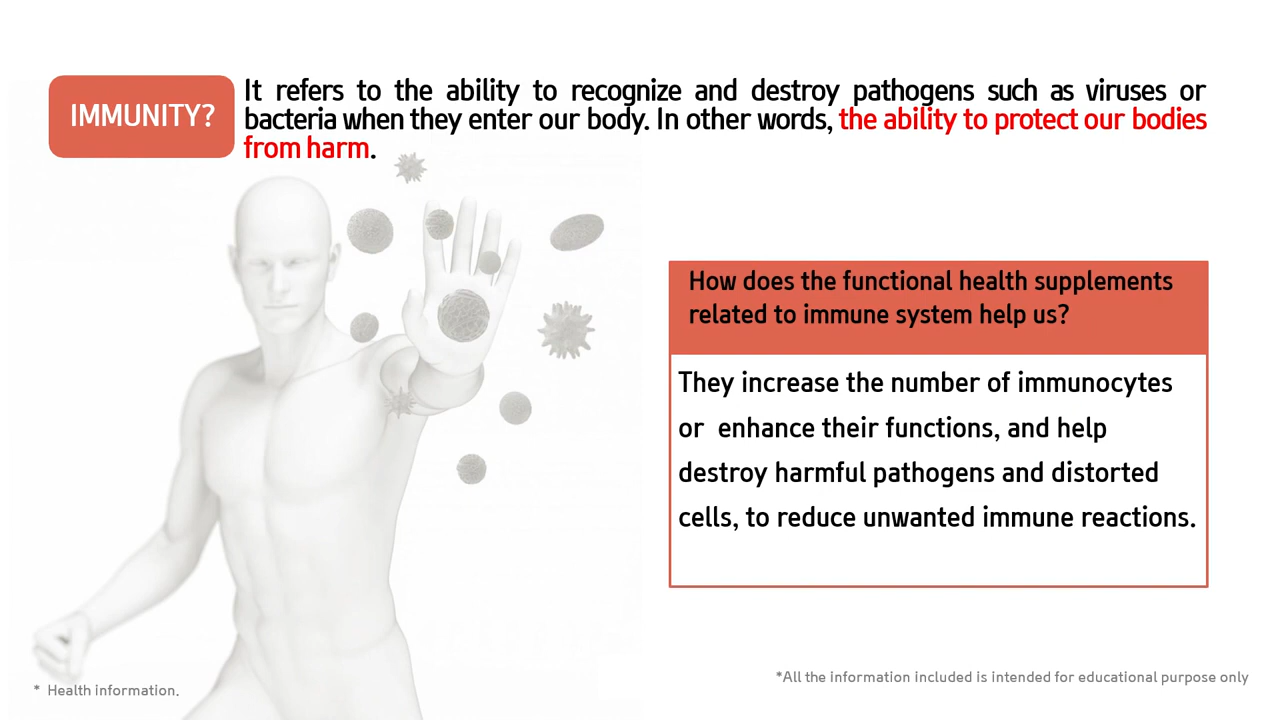 IMMUNITY?
It refers to the ability to recognize and destroy pathogens such as viruses or
bacteria when they enter our body. In other words, the ability to protect our bodies
from harm.
How does the functional health supplements
related to immune system help us?
They increase the number of immunocytes
or enhance their functions, and help
destroy harmful pathogens and distorted
cells, to reduce unwanted immune reactions.
* Health information.
*All the information included is intended for educational purpose only